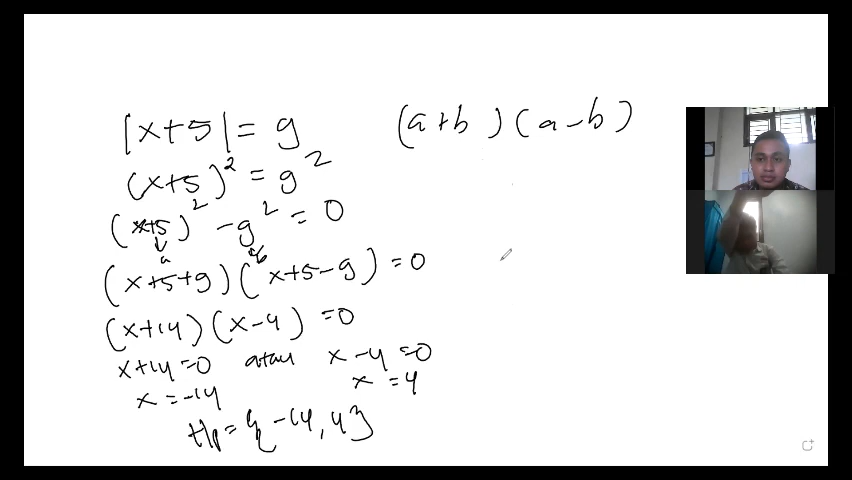 |x+5| = 9
(a+b)(a-b)
(x+5)² = 9²
(x+5)² - 9² = 0
a b
(x+5+9)(x+5-9) = 0
(x+14)(x-4) = 0
x+14=0 atau x-4=0
x=-14 x=4
Hp = {-14, 4}